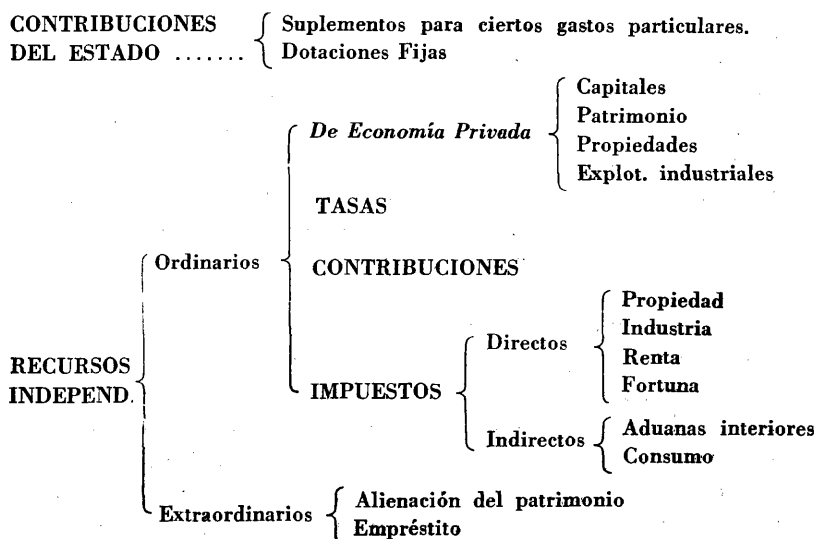 CONTRIBUCIONES
DEL ESTADO .......
Suplementos para ciertos gastos particulares.
Dotaciones Fijas
RECURSOS
INDEPEND.
Ordinarios
De Economía Privada
Capitales
Patrimonio
Propiedades
Explot. industriales
TASAS
CONTRIBUCIONES
IMPUESTOS
Directos
Propiedad
Industria
Renta
Fortuna
Indirectos
Aduanas interiores
Consumo
Extraordinarios
Alienación del patrimonio
Empréstito